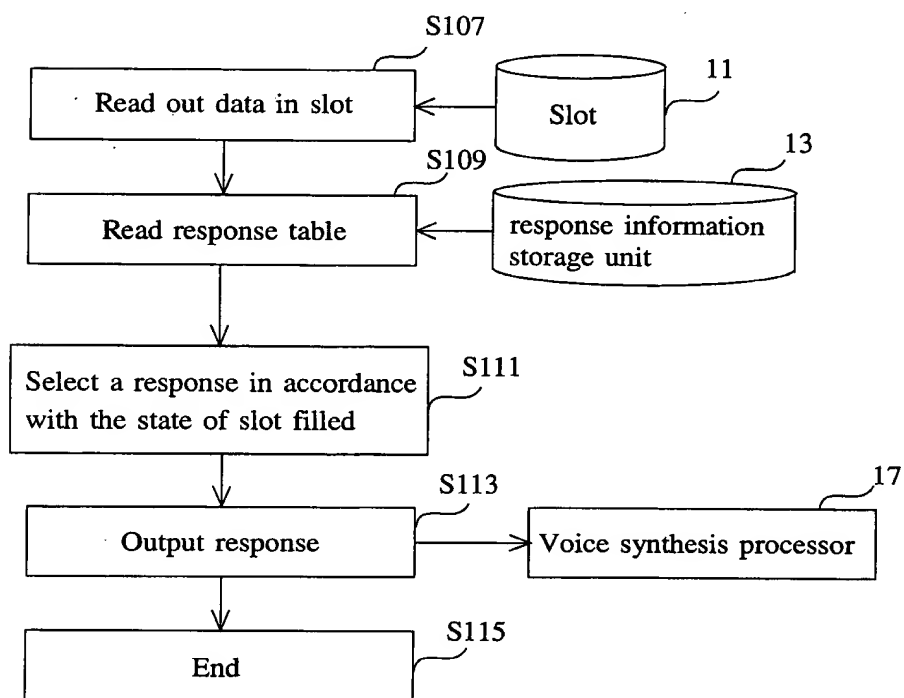 S107
Read out data in slot
Slot
11
S109
Read response table
13
response information
storage unit
Select a response in accordance
with the state of slot filled
S111
Output response
S113
17
Voice synthesis processor
S115
End